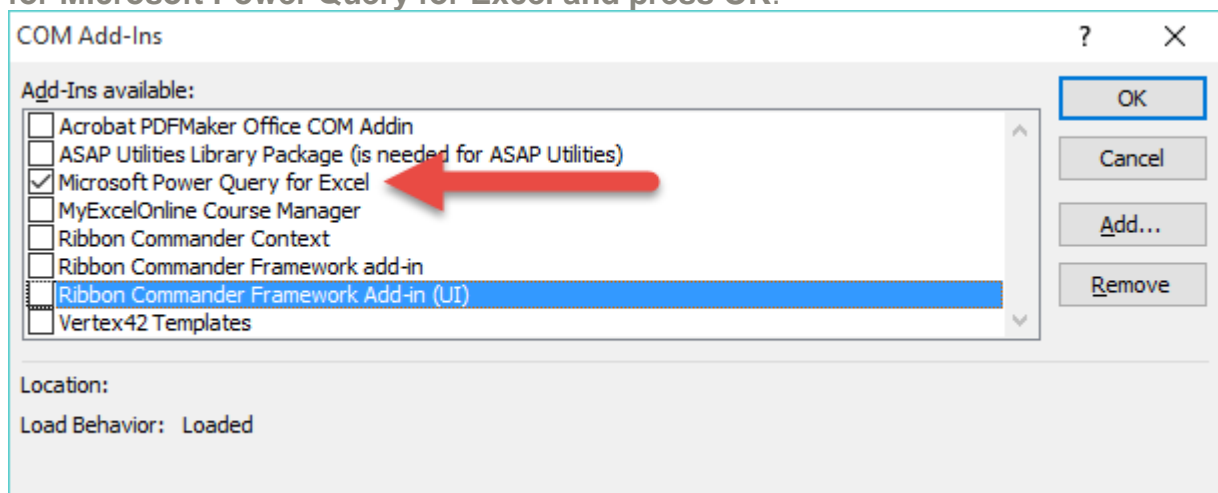 for Microsoft Power Query for Excel and press OK.
COM Add-Ins
?
Add-Ins available:
Acrobat PDFMaker Office COM Addin
ASAP Utilities Library Package (is needed for ASAP Utilities)
Microsoft Power Query for Excel
MyExcelOnline Course Manager
Ribbon Commander Context
Ribbon Commander Framework add-in
Ribbon Commander Framework Add-in (UI)
Vertex42 Templates
OK
Cancel
Add...
Remove
Location:
Load Behavior: Loaded